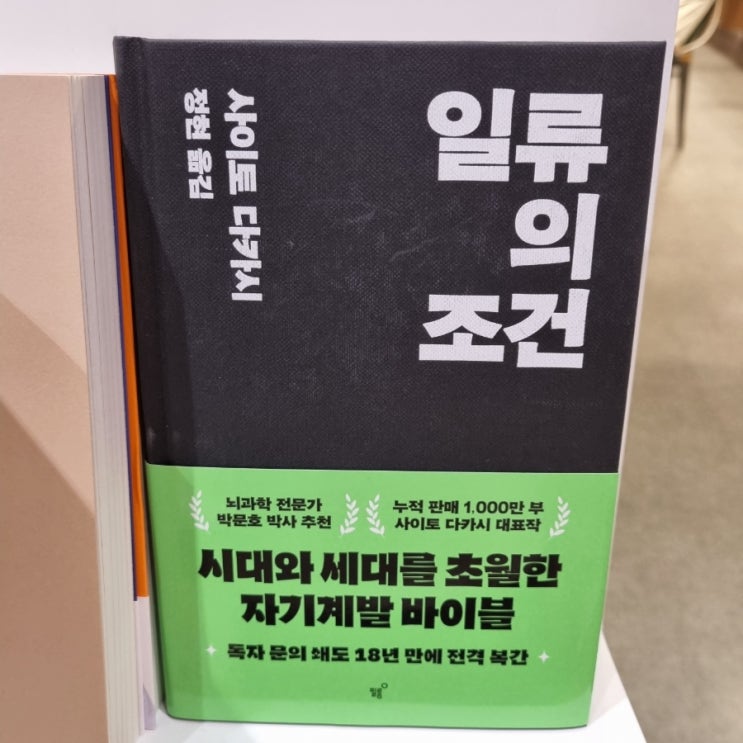 일류
의
조건
사이토 다카시
정현 옮김
뇌과학 전문가
박문호 박사 추천
누적 판매 1,000만 부
사이토 다카시 대표작
시대와 세대를 초월한
자기계발 바이블
독자 문의 쇄도 18년 만에 전격 복간
필름